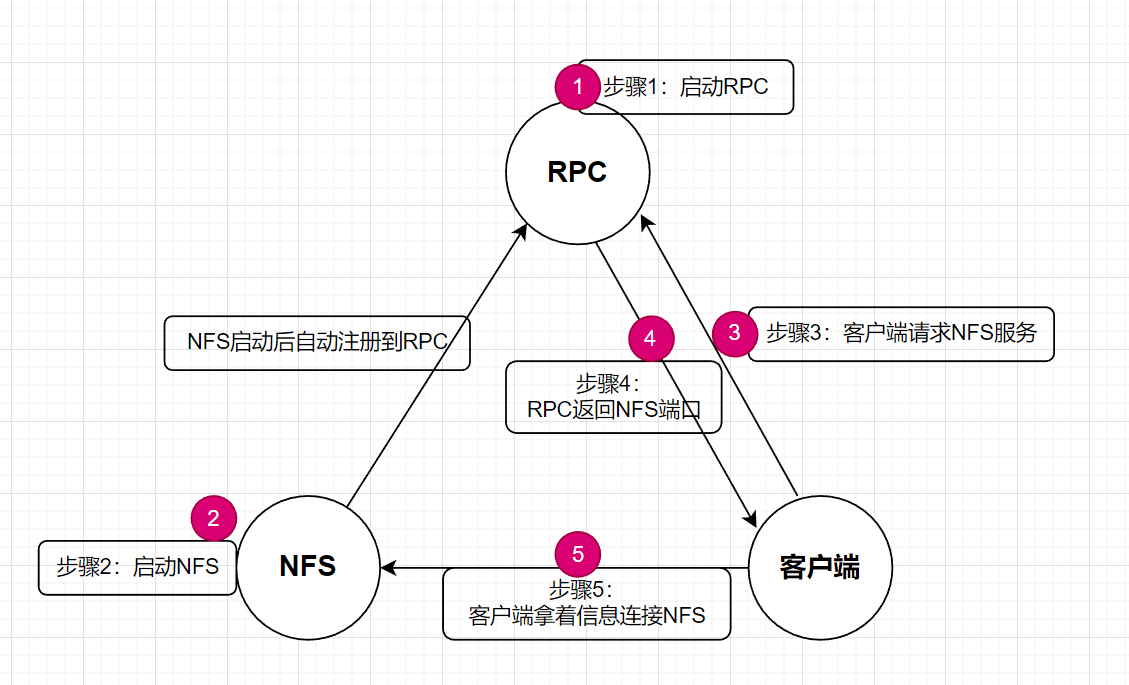 1
步骤1：启动RPC
RPC
NFS启动后自动注册到RPC
4
3
步骤3：客户端请求NFS服务
步骤4：
RPC返回NFS端口
2
步骤2：启动NFS
NFS
5
步骤5：
客户端拿着信息连接NFS
客户端